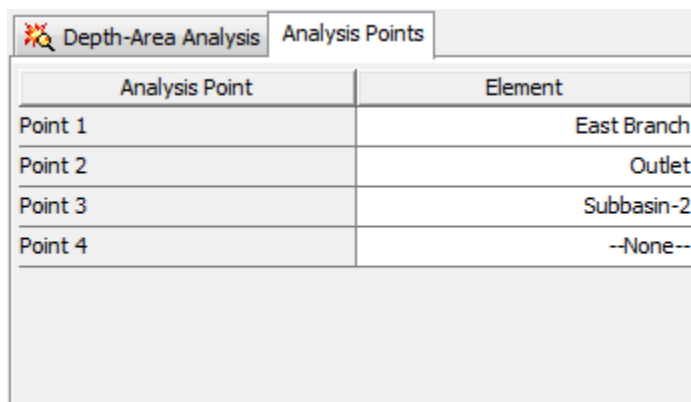 Depth-Area Analysis Analysis Points
Analysis Point Element
Point 1 East Branch
Point 2 Outlet
Point 3 Subbasin-2
Point 4 --None--